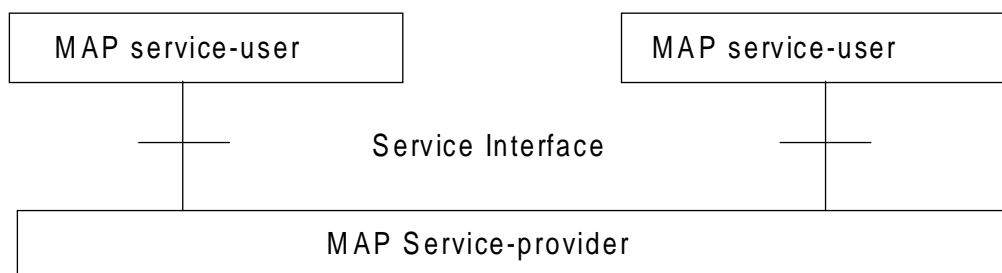 MAP service-user
MAP service-user
Service Interface
MAP Service-provider